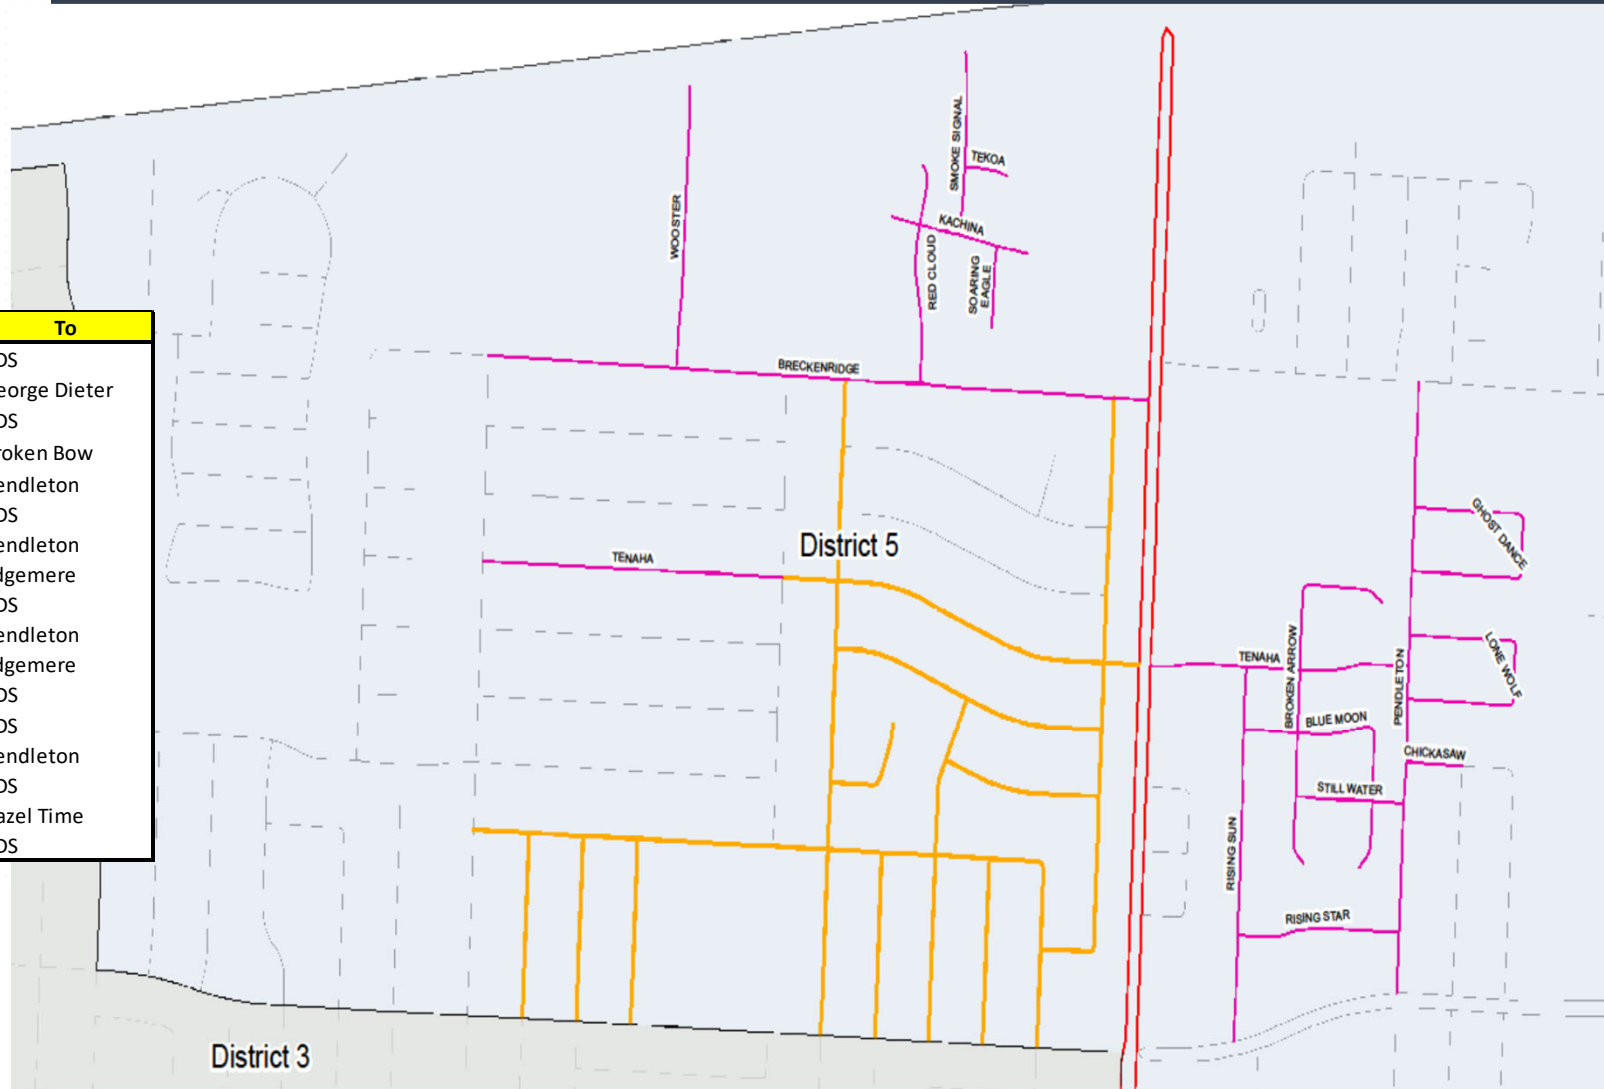 SMOKE SIGNAL
TEKOA
WOOSTER
KACHINA
RED CLOUD
SOARING
EAGLE
To
DS
eorge Dieter
DS
roken Bow
endleton
DS
endleton
dgemere
DS
endleton
dgemere
DS
DS
endleton
DS
azel Time
DS
BRECKENRIDGE
GHOST DANCE
District 5
TENAHA
TENAHA
BROKEN ARROW
PENDLETON
LONE WOLF
BLUE MOON
CHICKASAW
STILL WATER
RISING SUN
RISING STAR
District 3